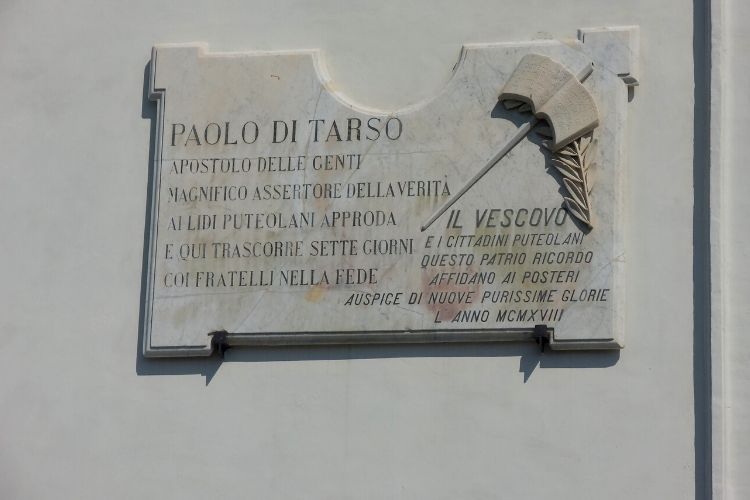 PAOLO DI TARSO
APOSTOLO DELLE GENTI
MAGNIFICO ASSERTORE DELLA VERITÀ
AI LIDI PUTEOLANI APPRODA
E QUI TRASCORRE SETTE GIORNI
COI FRATELLI NELLA FEDE
IL VESCOVO
E I CITTADINI PUTEOLANI
QUESTO PATRIO RICORDO
AFFIDANO AI POSTERI
AUSPICE DI NUOVE PURISSIME GLORIE
L' ANNO MCMXVIII